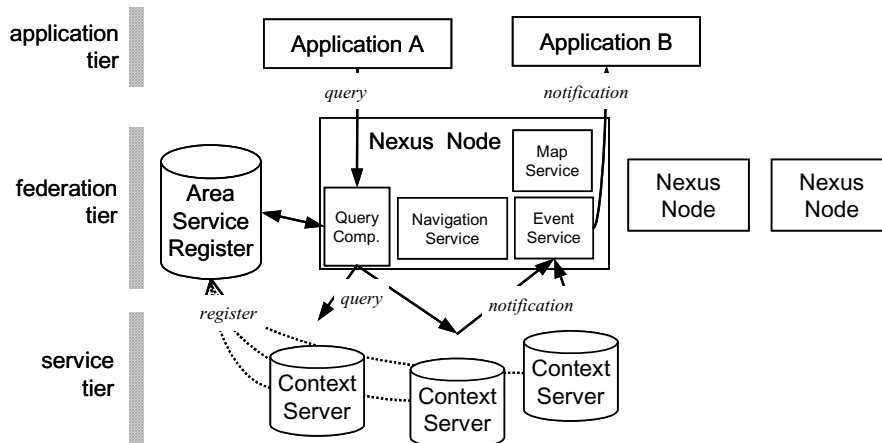 application
tier
Application A
Application B
query
notification
federation
tier
Area
Service
Register
Nexus Node
Map
Service
Query
Comp.
Navigation
Service
Event
Service
Nexus
Node
Nexus
Node
query
notification
register
service
tier
Context
Server
Context
Server
Context
Server